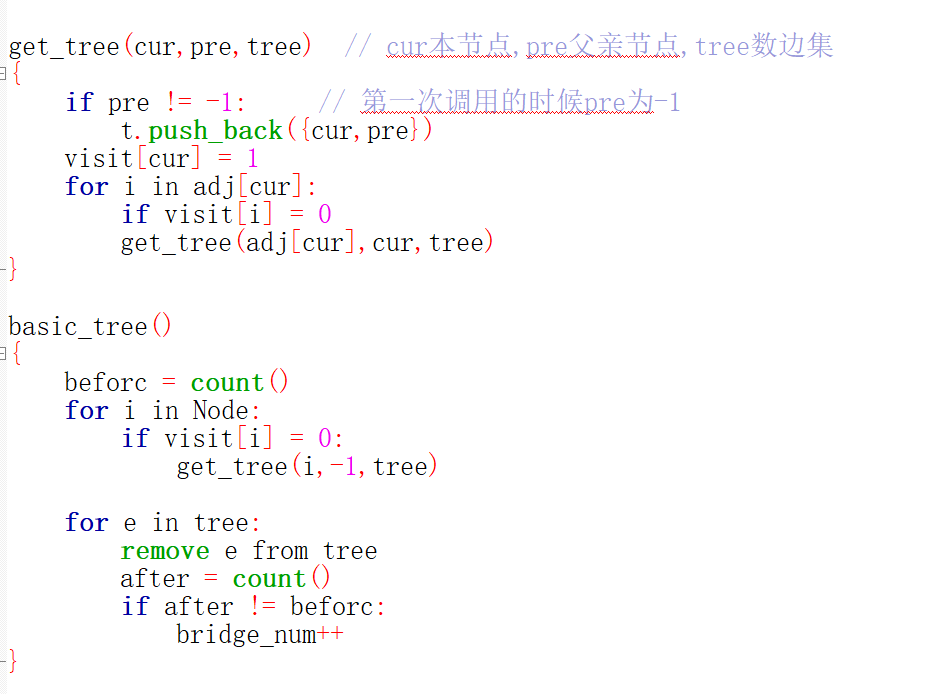 get_tree(cur,pre,tree)  // cur本节点,pre父亲节点,tree数边集
{
    if pre != -1:     // 第一次调用的时候pre为-1
        t.push_back({cur,pre})
    visit[cur] = 1
    for i in adj[cur]:
        if visit[i] = 0
        get_tree(adj[cur],cur,tree)
}
basic_tree()
{
    beforc = count()
    for i in Node:
        if visit[i] = 0:
            get_tree(i,-1,tree)
    for e in tree:
        remove e from tree
        after = count()
        if after != beforc:
            bridge_num++
}